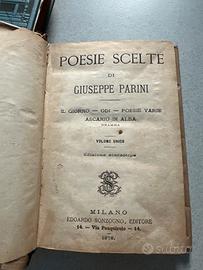 POESIE SCELTE
DI
GIUSEPPE PARINI
IL GIORNO — ODI — POESIE VARIE
ASCANIO IN ALBA
DRAMMA
VOLUME UNICO
Edizione stereotipa
MILANO
EDOARDO SONZOGNO, EDITORE
14. — Via Pasquirolo — 14.
1878.
subito